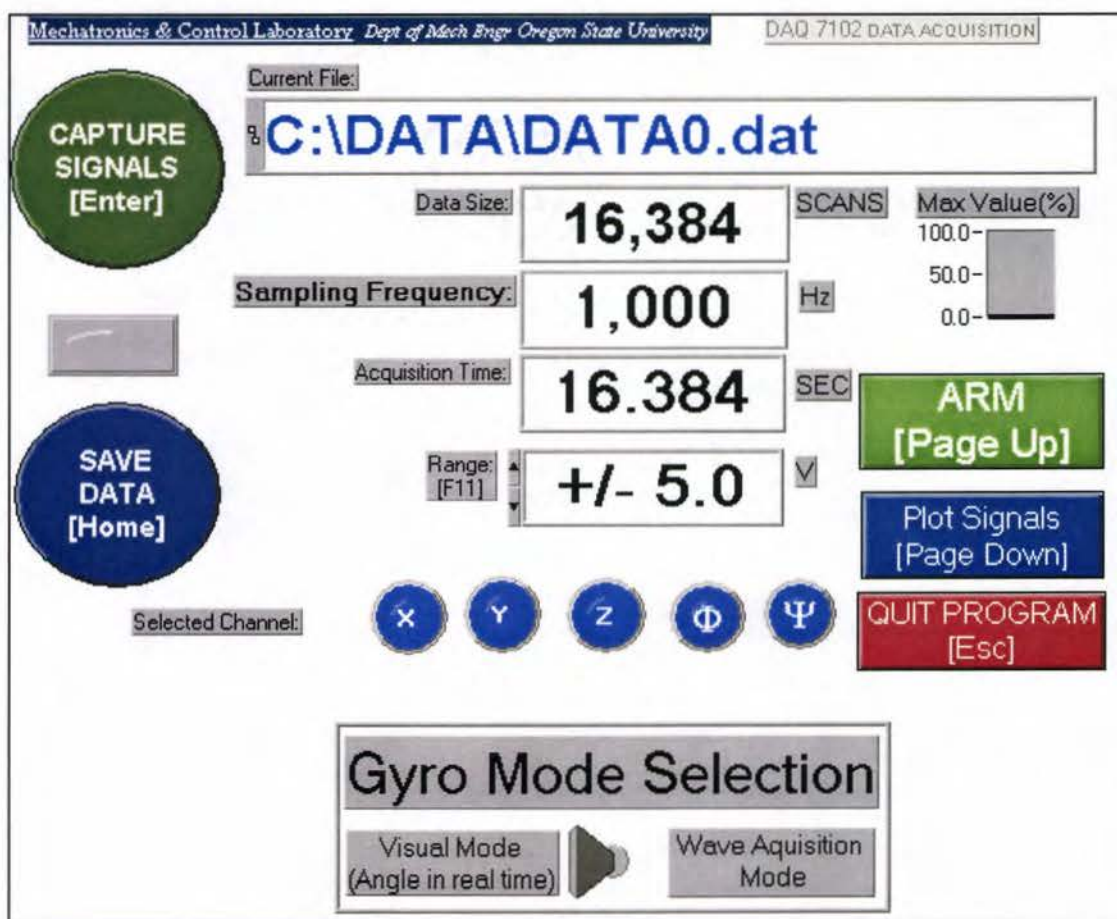 Mechatronics & Control Laboratory Dept of Mech Engr Oregon State University
DAQ 7102 DATA ACQUISITION
Current File:
C:\DATA\DATA0.dat
CAPTURE
SIGNALS
[Enter]
Data Size:
16,384
SCANS
Max Value(%)
100.0
50.0
0.0
Sampling Frequency:
1,000
Hz
Acquisition Time:
16.384
SEC
ARM
[Page Up]
SAVE
DATA
[Home]
Range:
[F11]
+/- 5.0
V
Plot Signals
[Page Down]
Selected Channel:
X
Y
Z
Φ
Ψ
QUIT PROGRAM
[Esc]
Gyro Mode Selection
Visual Mode
(Angle in real time)
Wave Aquisition
Mode